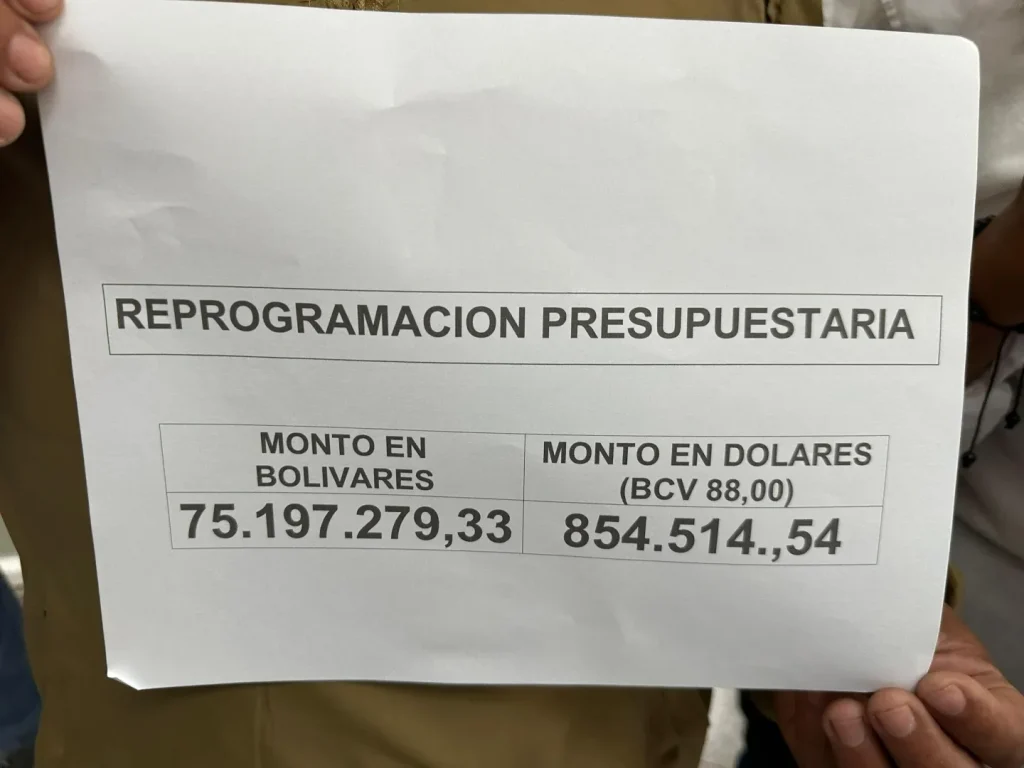 REPROGRAMACION PRESUPUESTARIA
MONTO EN
BOLIVARES
MONTO EN DOLARES
(BCV 88,00)
75.197.279,33
854.514.,54